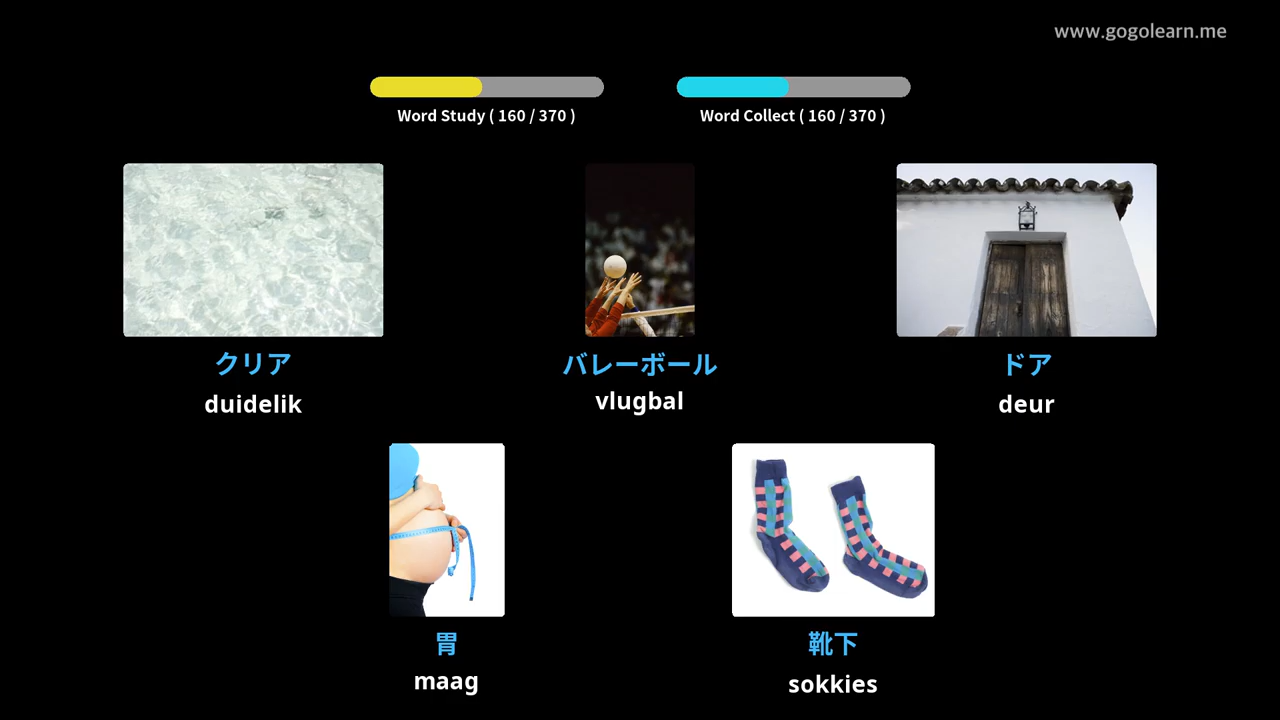 www.gogolearn.me
Word Study ( 160 / 370 )
Word Collect ( 160 / 370 )
クリア
duidelik
バレーボール
vlugbal
ドア
deur
胃
maag
靴下
sokkies